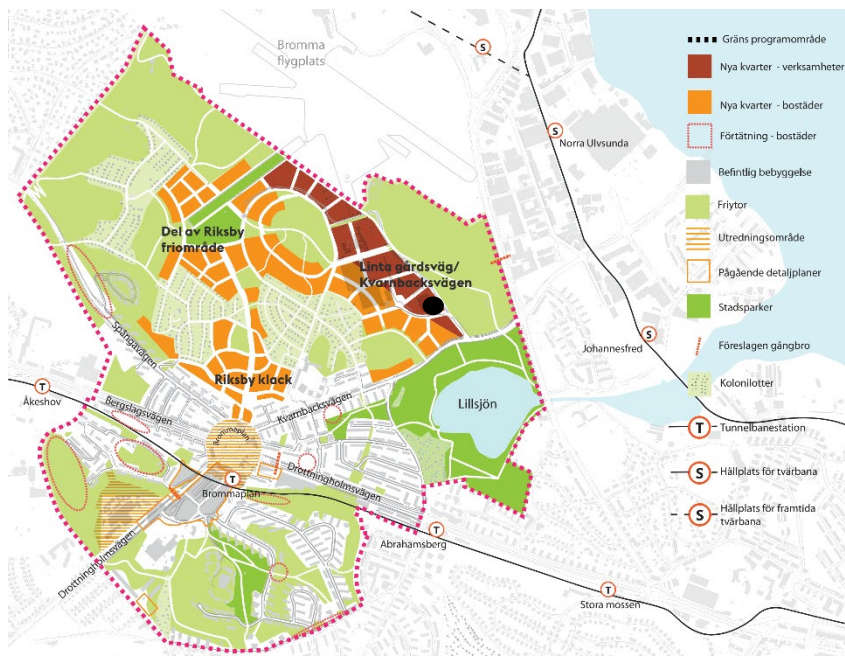 Bromma
flygplats
S
S
Norra Ulvsunda
Del av Riksby
friområde
Linta gårdsväg/
Kvarnbacksvägen
Spångavägen
S
Johannesfred
T
Åkeshov
Riksby klack
Lillsjön
Bergslagsvägen
Kvarnbacksvägen
Brommaplan
Drottningholmsvägen
T
Brommaplan
T
Abrahamsberg
Drottningholmsvägen
T
Stora mossen
Gräns programområde
Nya kvarter - verksamheter
Nya kvarter - bostäder
Förtätning - bostäder
Befintlig bebyggelse
Friytor
Utredningsområde
Pågående detaljplaner
Stadsparker
Föreslagen gångbro
Kolonilotter
T
Tunnelbanestation
S
Hållplats för tvärbana
S
Hållplats för framtida
tvärbana